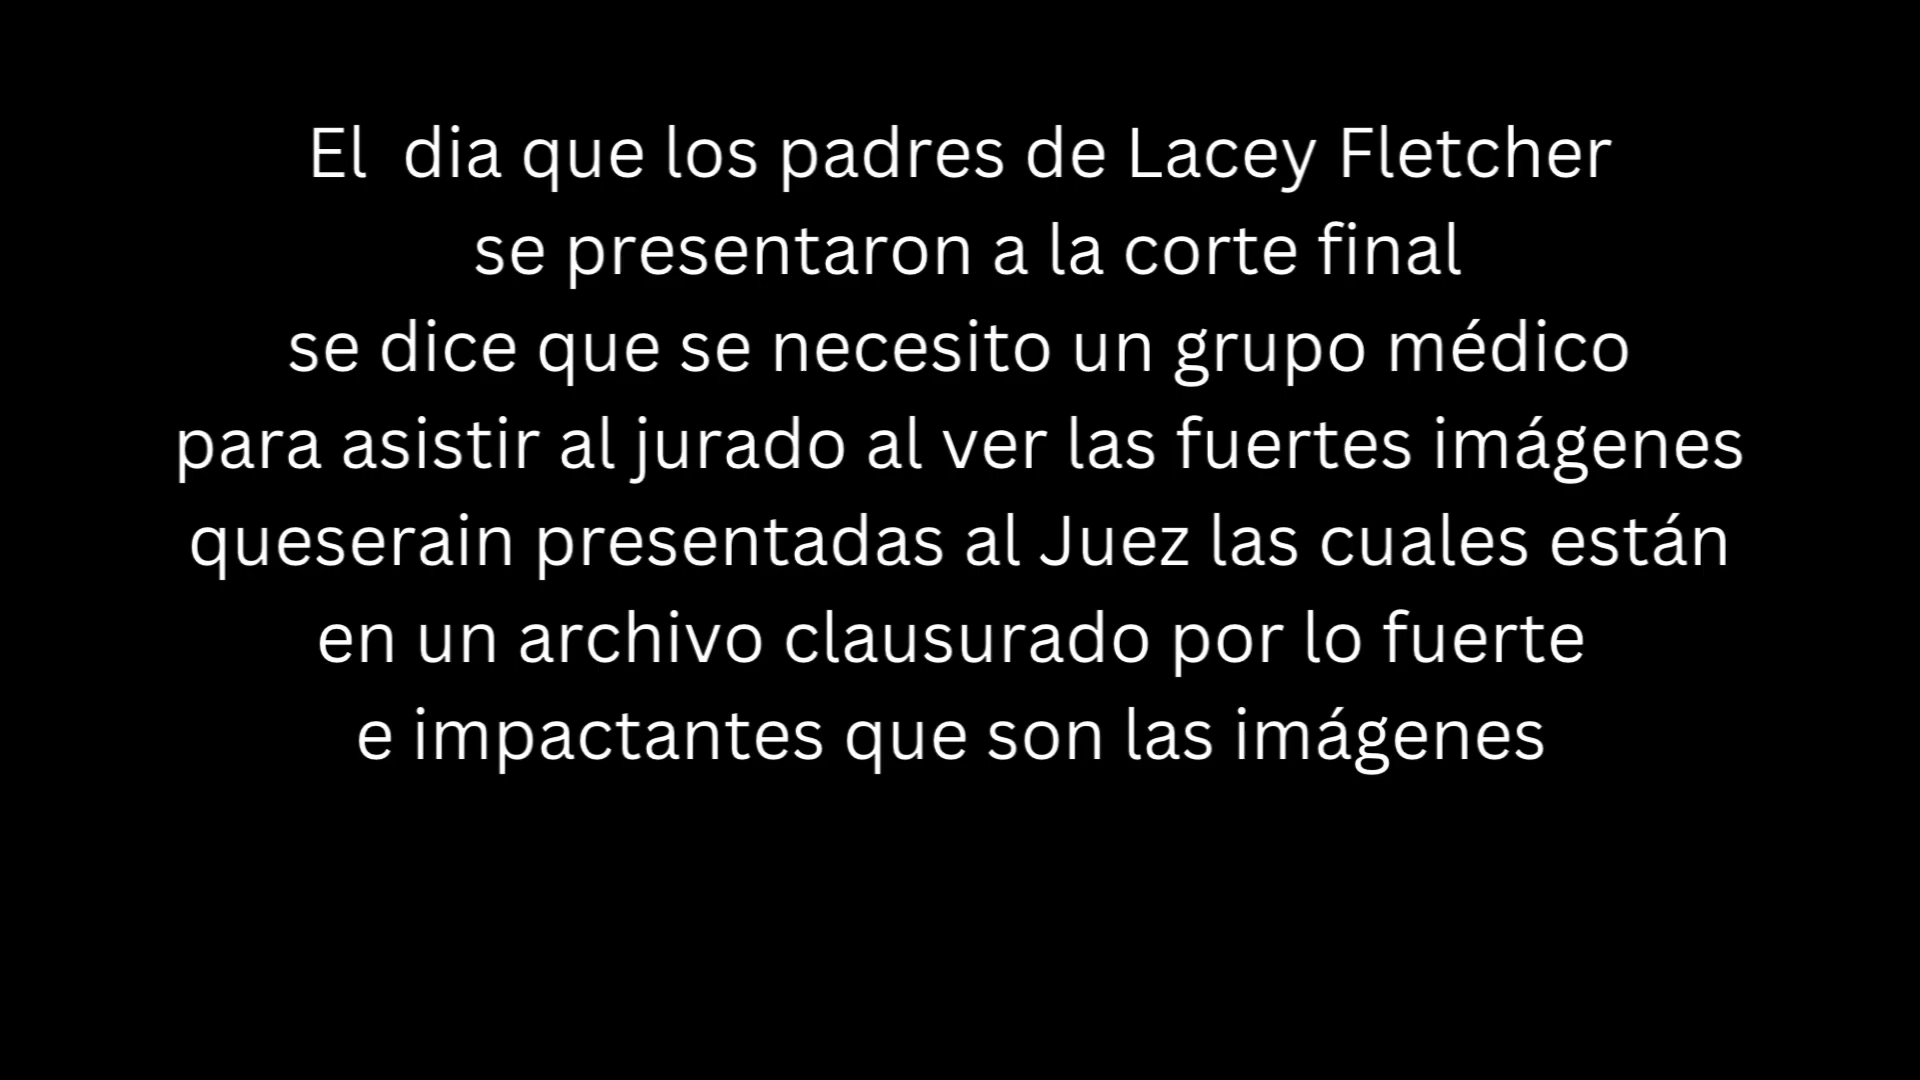 El  dia que los padres de Lacey Fletcher
se presentaron a la corte final
se dice que se necesito un grupo médico
para asistir al jurado al ver las fuertes imágenes
queserain presentadas al Juez las cuales están
en un archivo clausurado por lo fuerte
e impactantes que son las imágenes